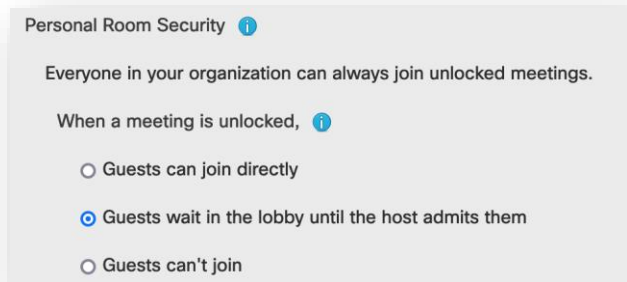 Personal Room Security
Everyone in your organization can always join unlocked meetings.
When a meeting is unlocked,
Guests can join directly
Guests wait in the lobby until the host admits them
Guests can't join